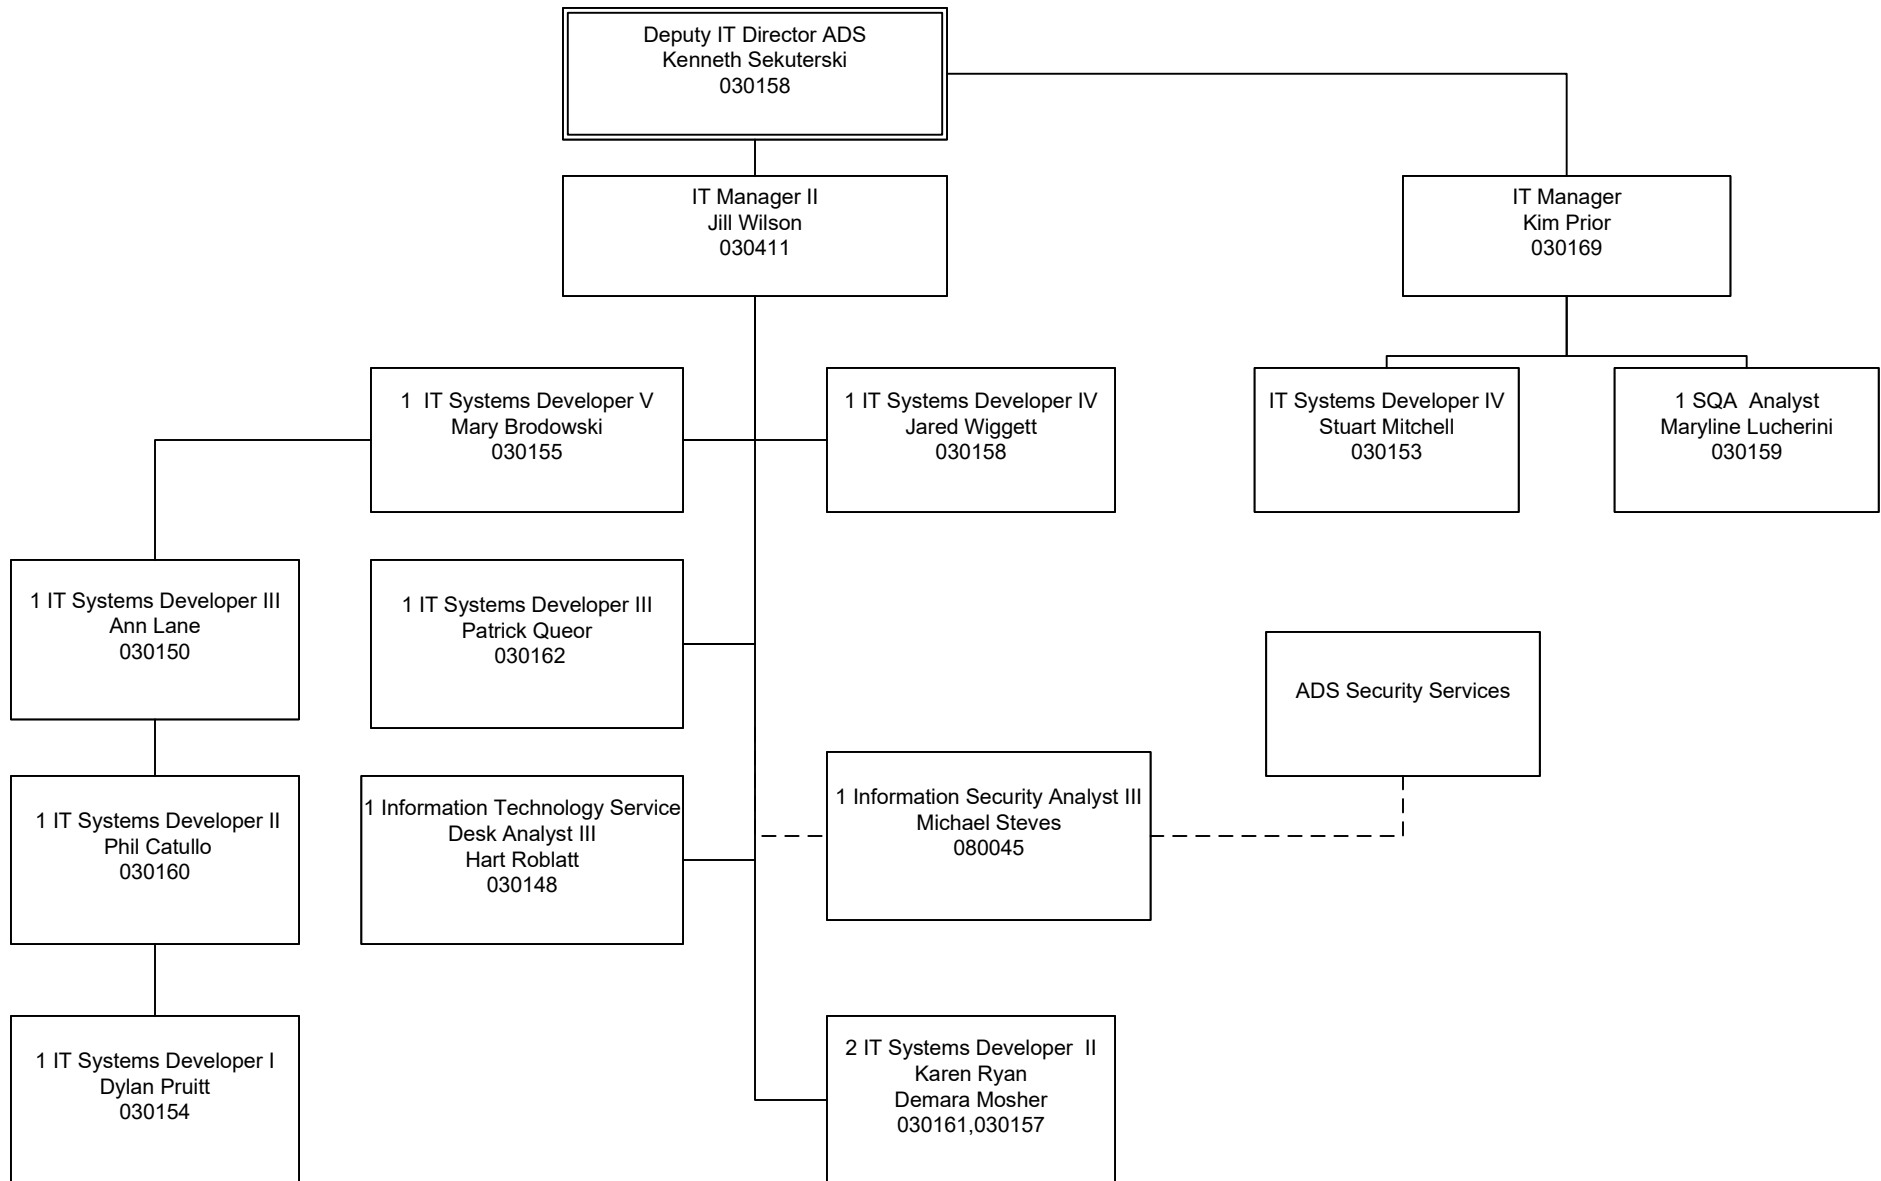 Deputy IT Director ADS
Kenneth Sekuterski
030158
IT Manager II
Jill Wilson
030411
IT Manager
Kim Prior
030169
1  IT Systems Developer V
Mary Brodowski
030155
1 IT Systems Developer IV
Jared Wiggett
030158
IT Systems Developer IV
Stuart Mitchell
030153
1 SQA  Analyst
Maryline Lucherini
030159
1 IT Systems Developer III
Ann Lane
030150
1 IT Systems Developer III
Patrick Queor
030162
ADS Security Services
1 IT Systems Developer II
Phil Catullo
030160
1 Information Technology Service
Desk Analyst III
Hart Roblatt
030148
1 Information Security Analyst III
Michael Steves
080045
1 IT Systems Developer I
Dylan Pruitt
030154
2 IT Systems Developer  II
Karen Ryan
Demara Mosher
030161,030157